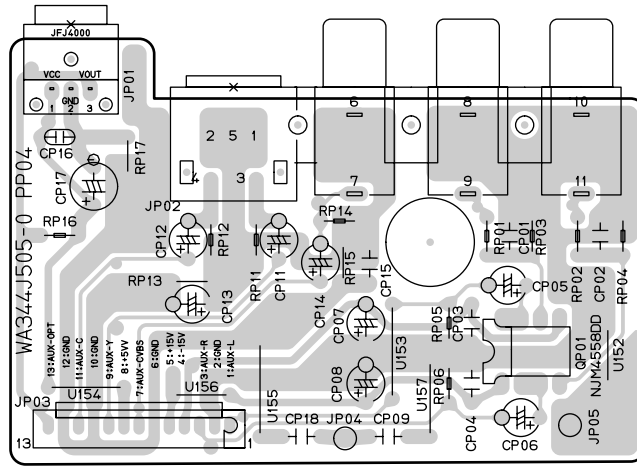 JFJ4000
VCC
VOUT
GND
1
2
3
JP01
CP16
RP17
CP17
RP16
WA344J505-0 PP04
2 5 1
4
3
JP02
6
7
8
9
10
11
CP12
RP12
RP11
CP11
RP14
CP14
RP15
CP15
RP13
CP13
RP01
CP01
RP03
RP02
CP02
RP04
CP05
CP07
CP08
U153
RP05
CP03
RP06
CP04
U157
QP01
NJM4558DD
U152
CP06
JP05
13:AUX-OPT
12:GND
11:AUX-C
10:GND
9:AUX-Y
8:+5VV
7:AUX-CVBS
6:GND
5:+15V
4:-15V
3:AUX-R
2:GND
1:AUX-L
U154
U156
U155
JP03
13
1
CP18
JP04
CP09